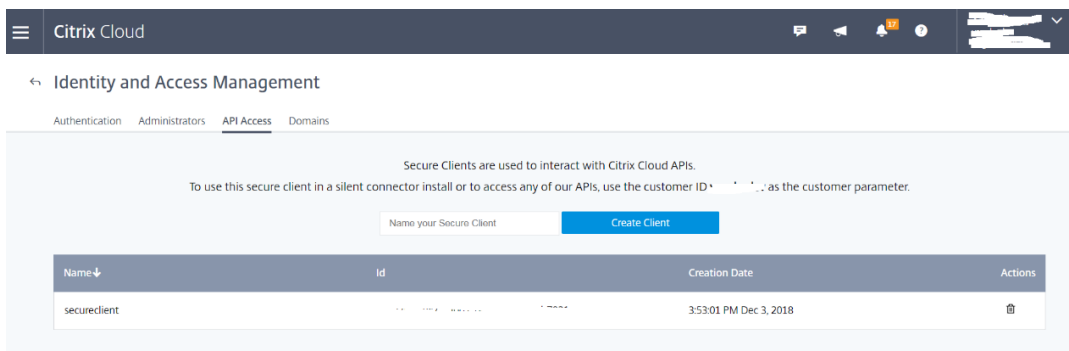 Citrix Cloud
17
Identity and Access Management
Authentication Administrators API Access Domains
Secure Clients are used to interact with Citrix Cloud APIs.
To use this secure client in a silent connector install or to access any of our APIs, use the customer ID as the customer parameter.
Name your Secure Client Create Client
Name Id Creation Date Actions
secureclient 3:53:01 PM Dec 3, 2018